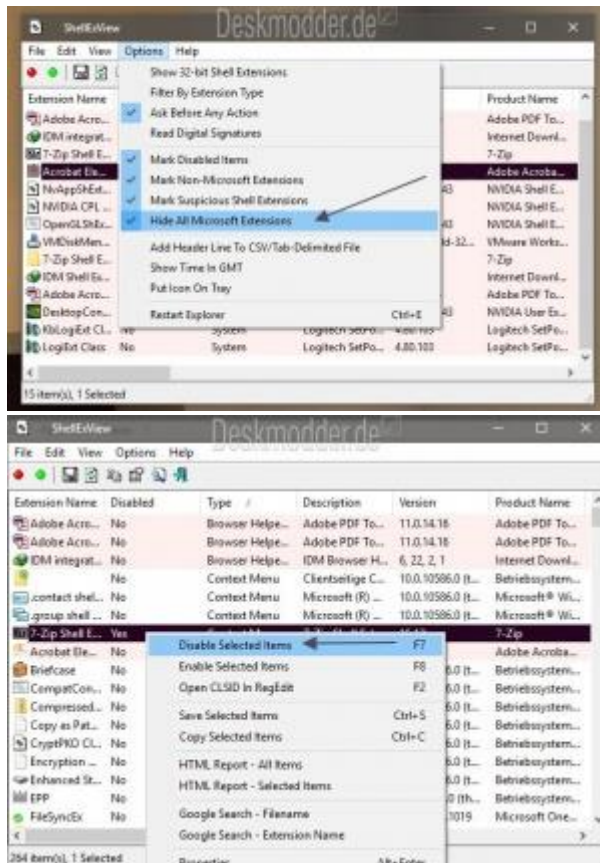 Deskmodder.de
ShellExView
File Edit View Options Help
Show 32-bit Shell Extensions
Filter By Extension Type
Ask Before Any Action
Read Digital Signatures
Mark Disabled Items
Mark Non-Microsoft Extensions
Mark Suspicious Shell Extensions
Hide All Microsoft Extensions
Add Header Line To CSV/Tab-Delimited File
Show Time In GMT
Put Icon On Tray
Restart Explorer Ctrl+E
Extension Name Product Name
Adobe Acro... Adobe PDF To...
IDM integrat... Internet Downl...
7-Zip Shell E... 7-Zip
Acrobat Ele... Adobe Acroba...
NvAppShExt... NVIDIA Shell E...
NVIDIA CPL ... NVIDIA Shell E...
OpenGLShEx... NVIDIA Shell E...
VMDiskMen... VMware Works...
7-Zip Shell E... 7-Zip
IDM Shell Ex... Internet Downl...
Adobe Acro... Adobe PDF To...
DesktopCon... NVIDIA User Ex...
KbLogiExt Cl... No System Logitech SetPo... 4.80.103 Logitech SetPo...
LogiExt Class No System Logitech SetPo... 4.80.103 Logitech SetPo...
15 item(s), 1 Selected
Deskmodder.de
ShellExView
File Edit View Options Help
Extension Name Disabled Type / Description Version Product Name
Adobe Acro... No Browser Helpe... Adobe PDF To... 11.0.14.16 Adobe PDF To...
Adobe Acro... No Browser Helpe... Adobe PDF To... 11.0.14.16 Adobe PDF To...
IDM integrat... No Browser Helpe... IDM Browser H... 6, 22, 2, 1 Internet Downl...
No Context Menu Clientseitige C... 10.0.10586.0 (t... Betriebssystem...
.contact shel... No Context Menu Microsoft (R) ... 10.0.10586.0 (t... Microsoft® Wi...
.group shell ... No Context Menu Microsoft (R) ... 10.0.10586.0 (t... Microsoft® Wi...
7-Zip Shell E... Yes 7-Zip
Acrobat Ele... No Adobe Acroba...
Briefcase No Betriebssystem...
CompatCon... No Betriebssystem...
Compressed... No Betriebssystem...
Copy as Pat... No Betriebssystem...
CryptPKO Cl... No Betriebssystem...
Encryption ... No Betriebssystem...
Enhanced St... No Betriebssystem...
EPP No Betriebssystem...
FileSyncEx No Microsoft One...
Disable Selected Items F7
Enable Selected Items F8
Open CLSID In RegEdit F2
Save Selected Items Ctrl+S
Copy Selected Items Ctrl+C
HTML Report - All Items
HTML Report - Selected Items
Google Search - Filename
Google Search - Extension Name
Properties Alt+Enter
264 item(s), 1 Selected